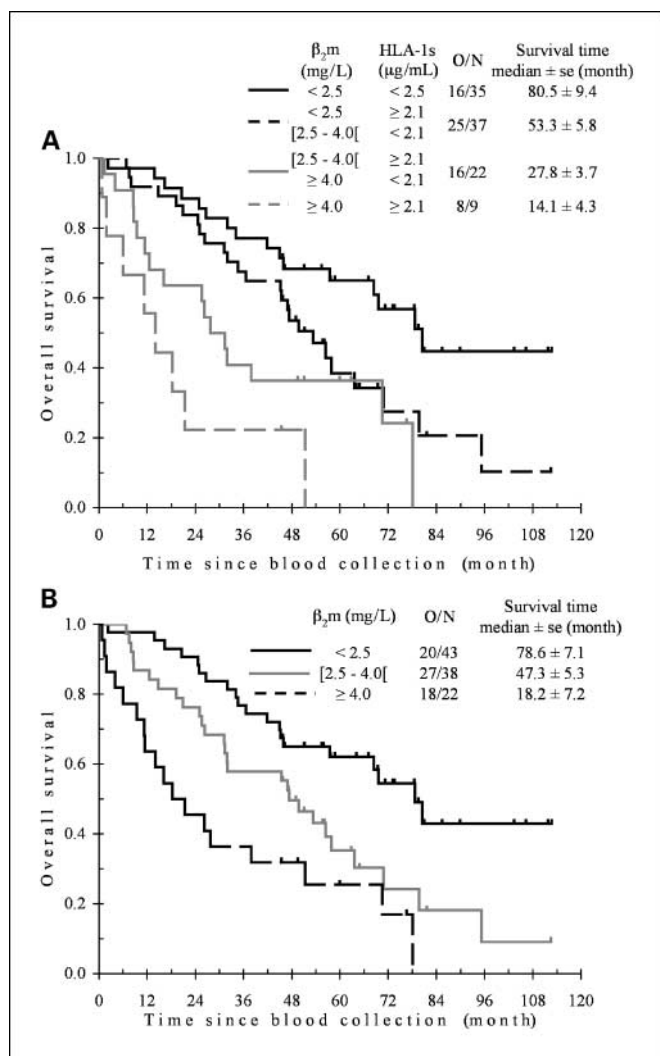 β2m HLA-1s O/N Survival time
(mg/L) (μg/mL) median ± se (month)
< 2.5 < 2.5 16/35 80.5 ± 9.4
< 2.5 ≥ 2.1
[2.5 - 4.0[ < 2.1 25/37 53.3 ± 5.8
[2.5 - 4.0[ ≥ 2.1
≥ 4.0 < 2.1 16/22 27.8 ± 3.7
≥ 4.0 ≥ 2.1 8/9 14.1 ± 4.3
A
Overall survival
1.0
0.8
0.6
0.4
0.2
0.0
0 12 24 36 48 60 72 84 96 108 120
Time since blood collection (month)
B
β2m (mg/L) O/N Survival time
median ± se (month)
< 2.5 20/43 78.6 ± 7.1
[2.5 - 4.0[ 27/38 47.3 ± 5.3
≥ 4.0 18/22 18.2 ± 7.2
Overall survival
1.0
0.8
0.6
0.4
0.2
0.0
0 12 24 36 48 60 72 84 96 108 120
Time since blood collection (month)